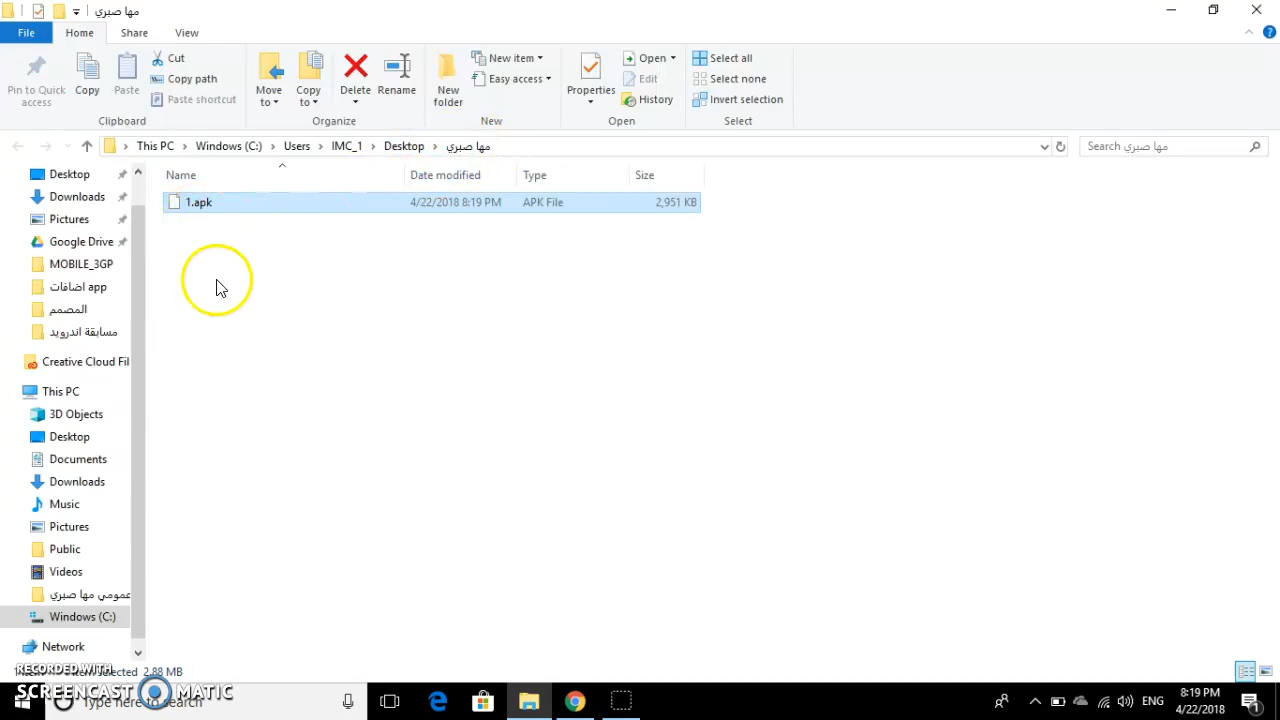 مها صبري
File Home Share View
Pin to Quick access
Copy
Paste
Cut
Copy path
Paste shortcut
Clipboard
Move to
Copy to
Delete
Rename
Organize
New folder
New item
Easy access
New
Properties
Open
Edit
History
Open
Select all
Select none
Invert selection
Select
This PC › Windows (C:) › Users › IMC_1 › Desktop › مها صبري
Search مها صبري
Name Date modified Type Size
1.apk 4/22/2018 8:19 PM APK File 2,951 KB
Desktop
Downloads
Pictures
Google Drive
MOBILE_3GP
اضافات app
المصمم
مسابقة اندرويد
Creative Cloud Fil
This PC
3D Objects
Desktop
Documents
Downloads
Music
Pictures
Public
Videos
عمومي مها صبري
Windows (C:)
Network
selected 2.88 MB
RECORDED WITH
SCREENCAST MATIC
Type here to search
ENG
8:19 PM
4/22/2018
1